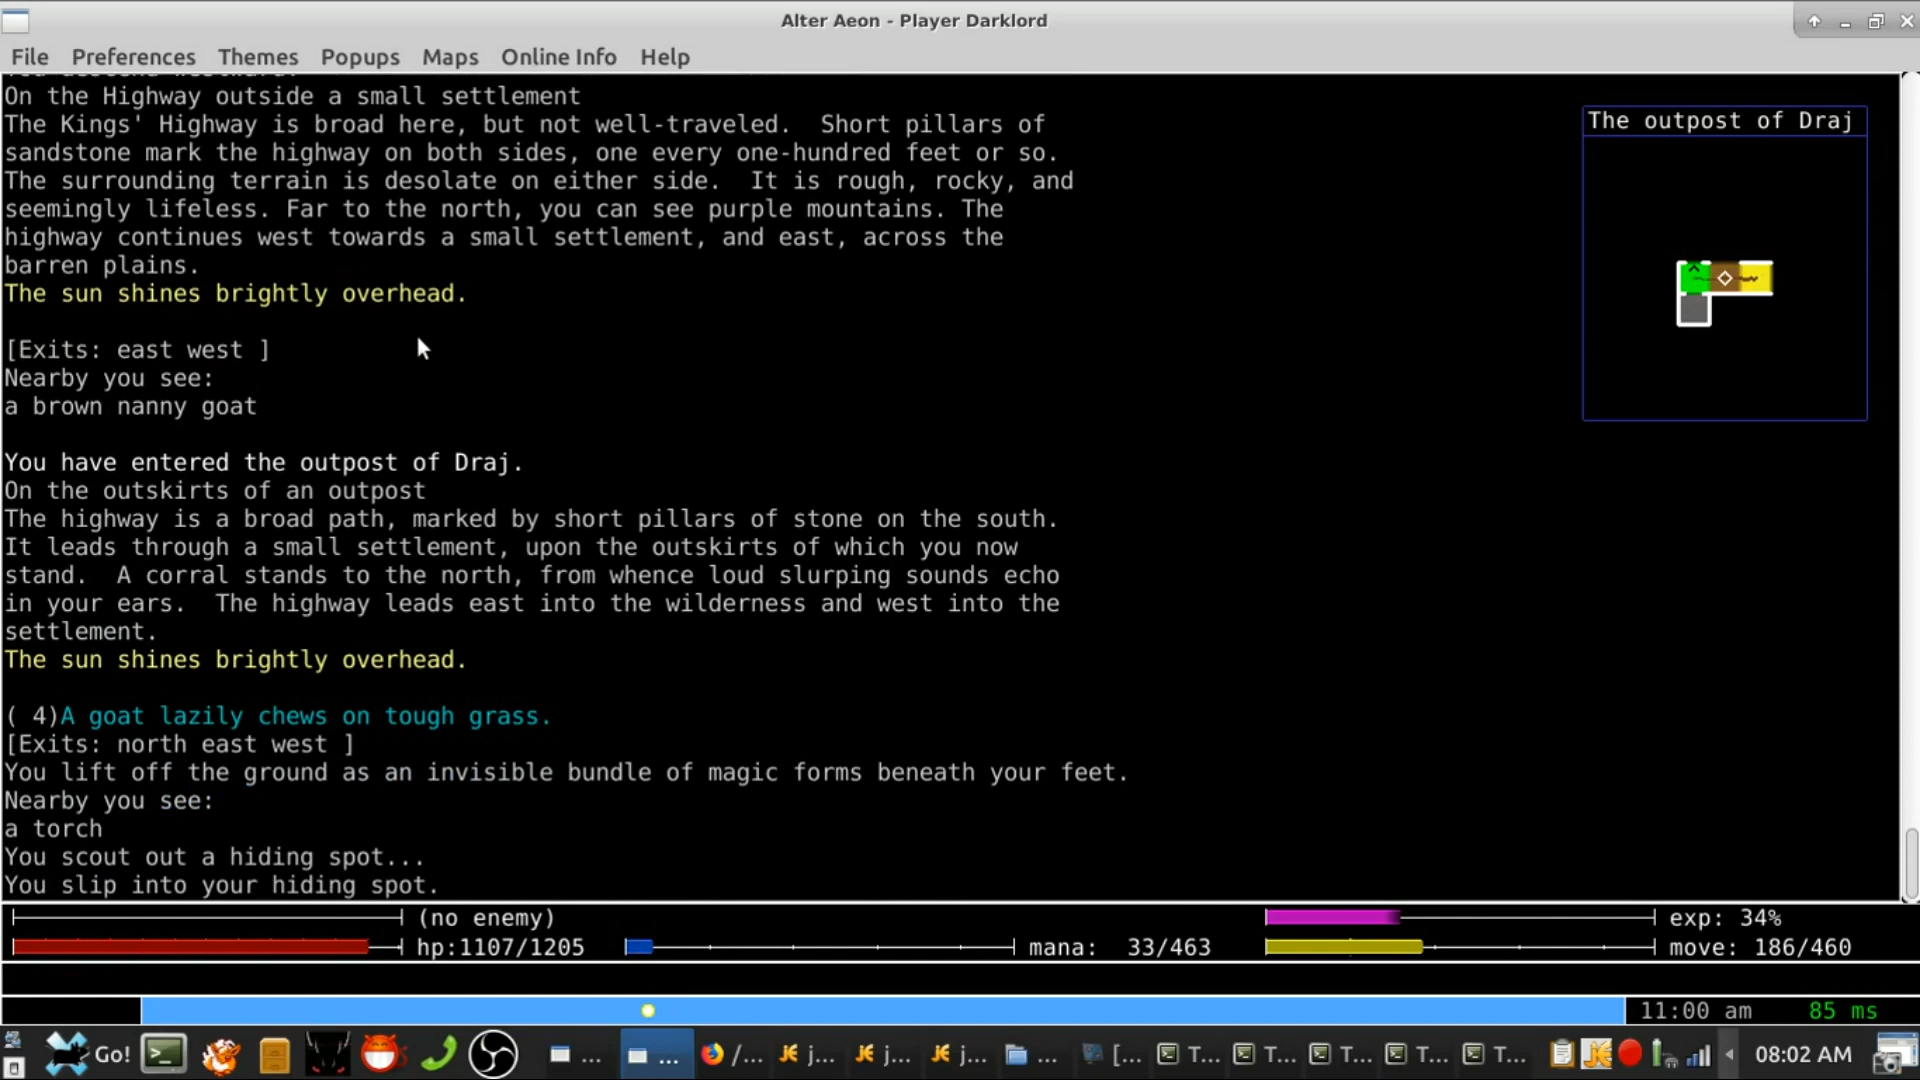 Alter Aeon - Player Darklord
File Preferences Themes Popups Maps Online Info Help
On the Highway outside a small settlement
The Kings' Highway is broad here, but not well-traveled.  Short pillars of
sandstone mark the highway on both sides, one every one-hundred feet or so.
The surrounding terrain is desolate on either side.  It is rough, rocky, and
seemingly lifeless. Far to the north, you can see purple mountains. The
highway continues west towards a small settlement, and east, across the
barren plains.
The sun shines brightly overhead.
[Exits: east west ]
Nearby you see:
a brown nanny goat
You have entered the outpost of Draj.
On the outskirts of an outpost
The highway is a broad path, marked by short pillars of stone on the south.
It leads through a small settlement, upon the outskirts of which you now
stand.  A corral stands to the north, from whence loud slurping sounds echo
in your ears.  The highway leads east into the wilderness and west into the
settlement.
The sun shines brightly overhead.
( 4)A goat lazily chews on tough grass.
[Exits: north east west ]
You lift off the ground as an invisible bundle of magic forms beneath your feet.
Nearby you see:
a torch
You scout out a hiding spot...
You slip into your hiding spot.
The outpost of Draj
(no enemy) exp: 34%
hp:1107/1205 mana:  33/463 move: 186/460
11:00 am 85 ms
Go! ... ... /... j... j... j... ... [... T... T... T... T... T... 08:02 AM